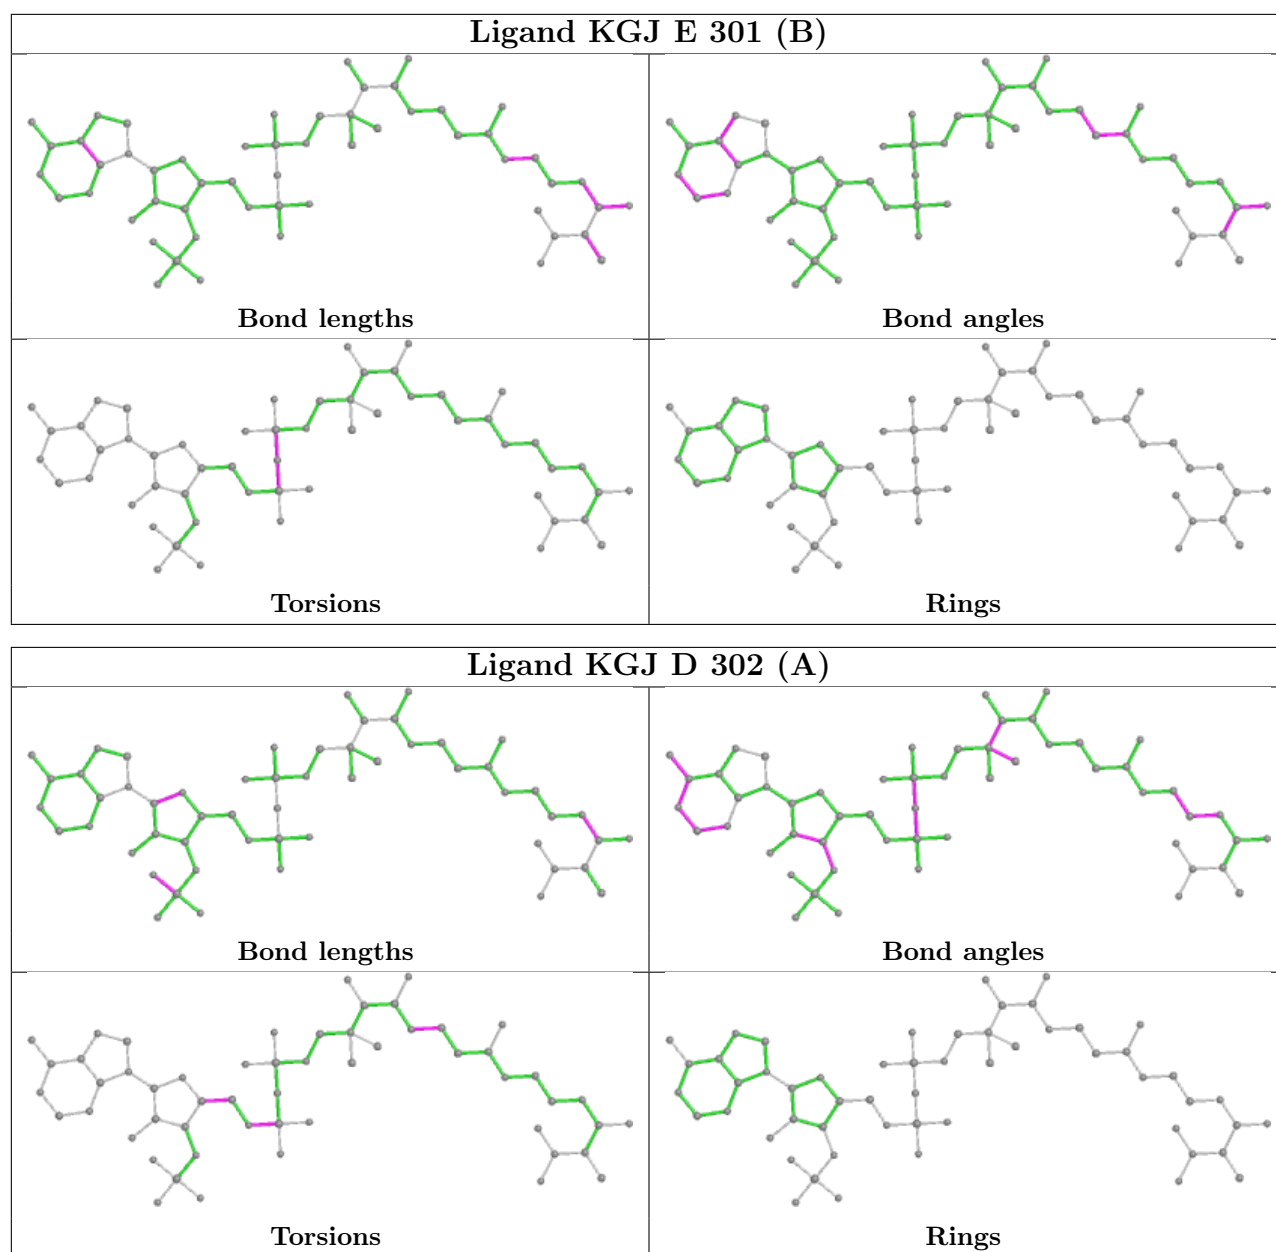 Ligand KGJ E 301 (B)
Bond lengths
Bond angles
Torsions
Rings
Ligand KGJ D 302 (A)
Bond lengths
Bond angles
Torsions
Rings